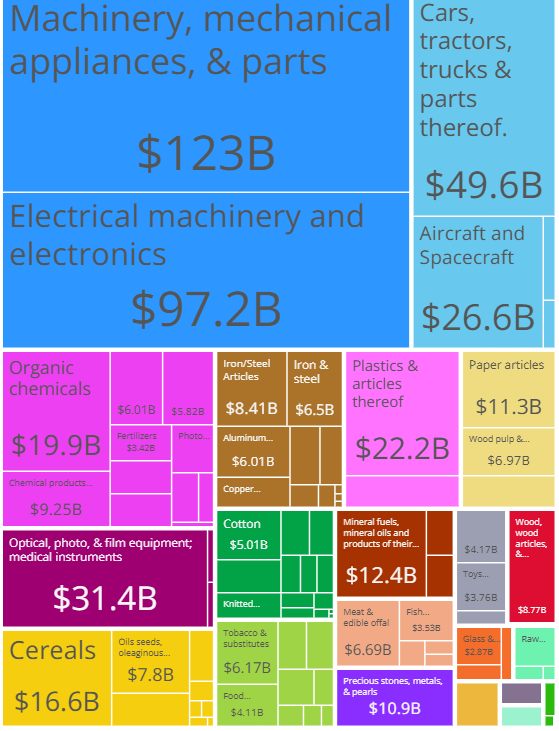 Machinery, mechanical
appliances, & parts
$123B
Electrical machinery and
electronics
$97.2B
Cars,
tractors,
trucks &
parts
thereof.
$49.6B
Aircraft and
Spacecraft
$26.6B
Organic
chemicals
$19.9B
$6.01B
$5.82B
Fertilizers
$3.42B
Photo...
Chemical products...
$9.25B
Iron/Steel
Articles
$8.41B
Iron &
steel
$6.5B
Aluminum...
$6.01B
Copper...
Plastics &
articles
thereof
$22.2B
Paper articles
$11.3B
Wood pulp &...
$6.97B
Optical, photo, & film equipment;
medical instruments
$31.4B
Cotton
$5.01B
Knitted...
Mineral fuels,
mineral oils and
products of their...
$12.4B
$4.17B
Toys...
$3.76B
Wood,
wood
articles,
&...
$8.77B
Cereals
$16.6B
Oils seeds,
oleaginous...
$7.8B
Tobacco &
substitutes
$6.17B
Food...
$4.11B
Meat &
edible offal
$6.69B
Fish...
$3.53B
Precious stones, metals,
& pearls
$10.9B
Glass &...
$2.87B
Raw...